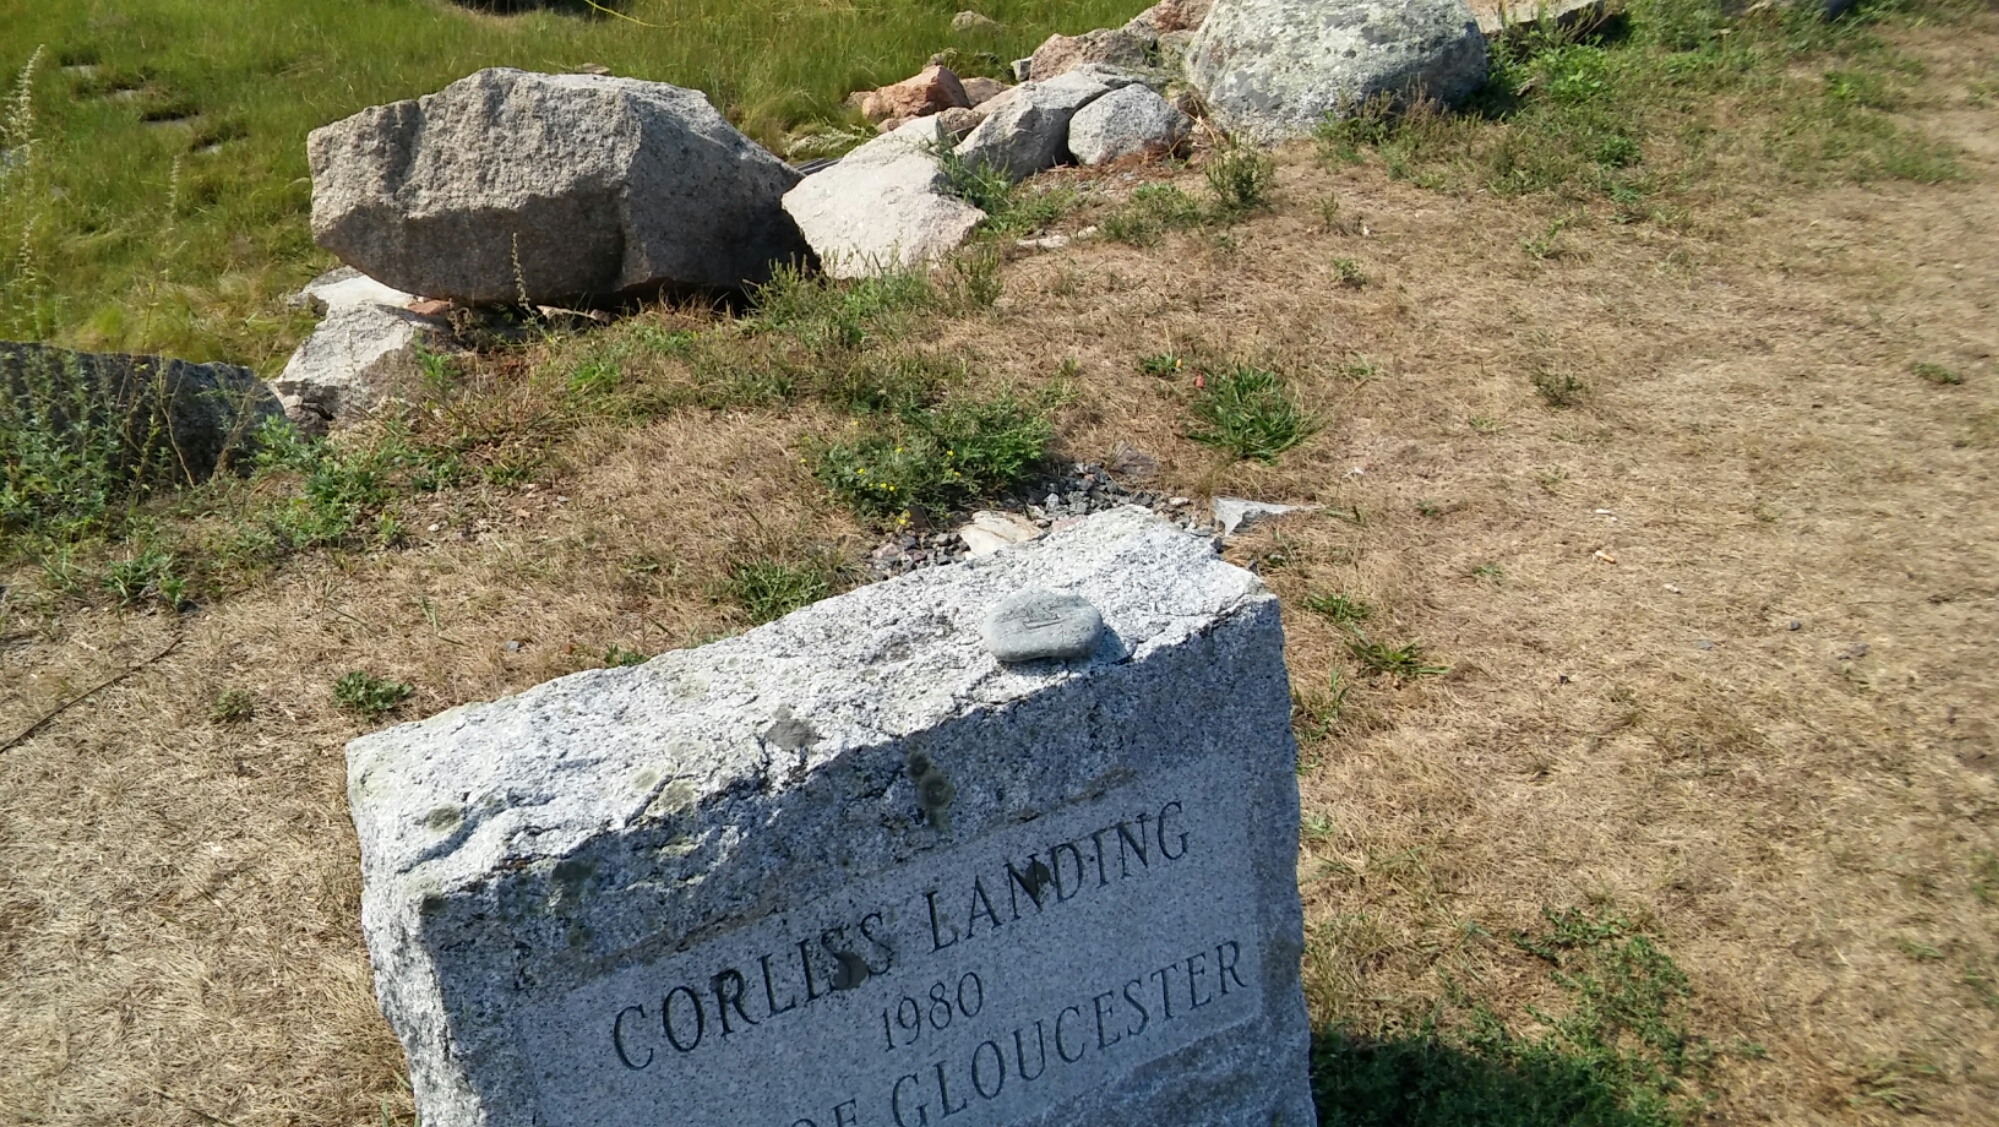 CORLISS LANDING
1980
OF GLOUCESTER